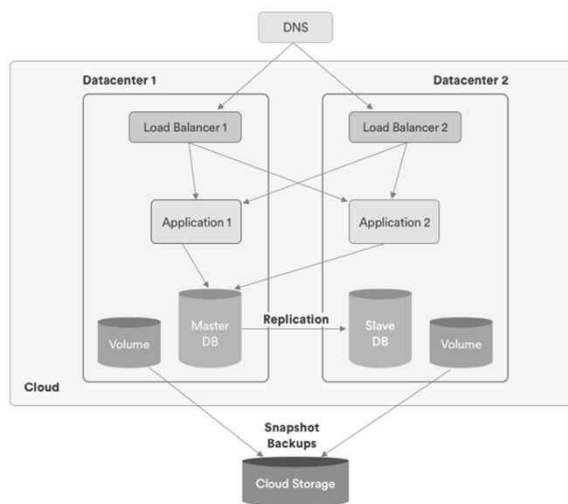 DNS
Datacenter 1
Datacenter 2
Load Balancer 1
Load Balancer 2
Application 1
Application 2
Master
DB
Replication
Slave
DB
Volume
Volume
Cloud
Snapshot
Backups
Cloud Storage